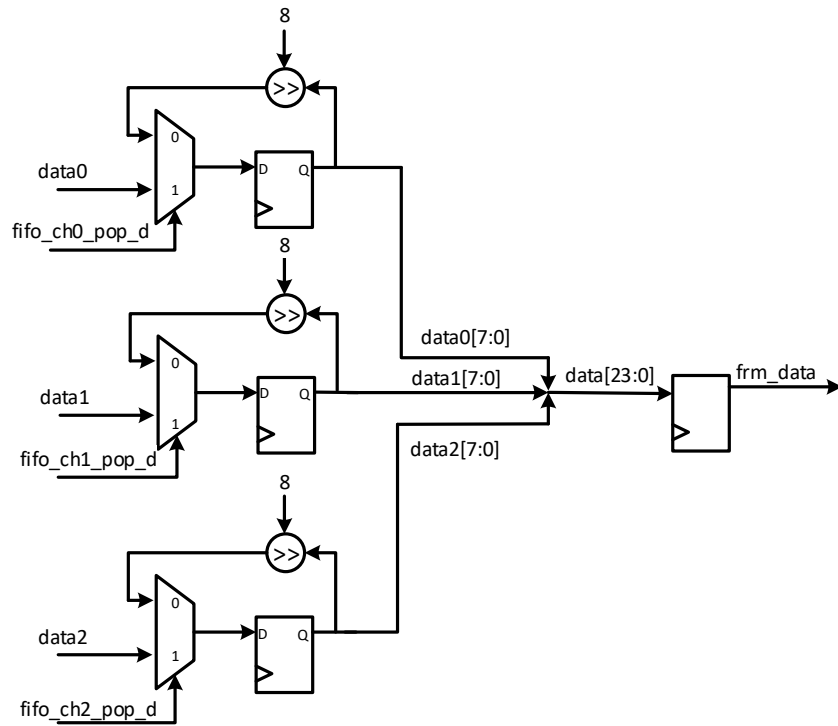 8
>>
0
data0
1
D
Q
fifo_ch0_pop_d
8
>>
0
data0[7:0]
data1
1
D
Q
data1[7:0]
data[23:0]
frm_data
fifo_ch1_pop_d
data2[7:0]
8
>>
0
data2
1
D
Q
fifo_ch2_pop_d